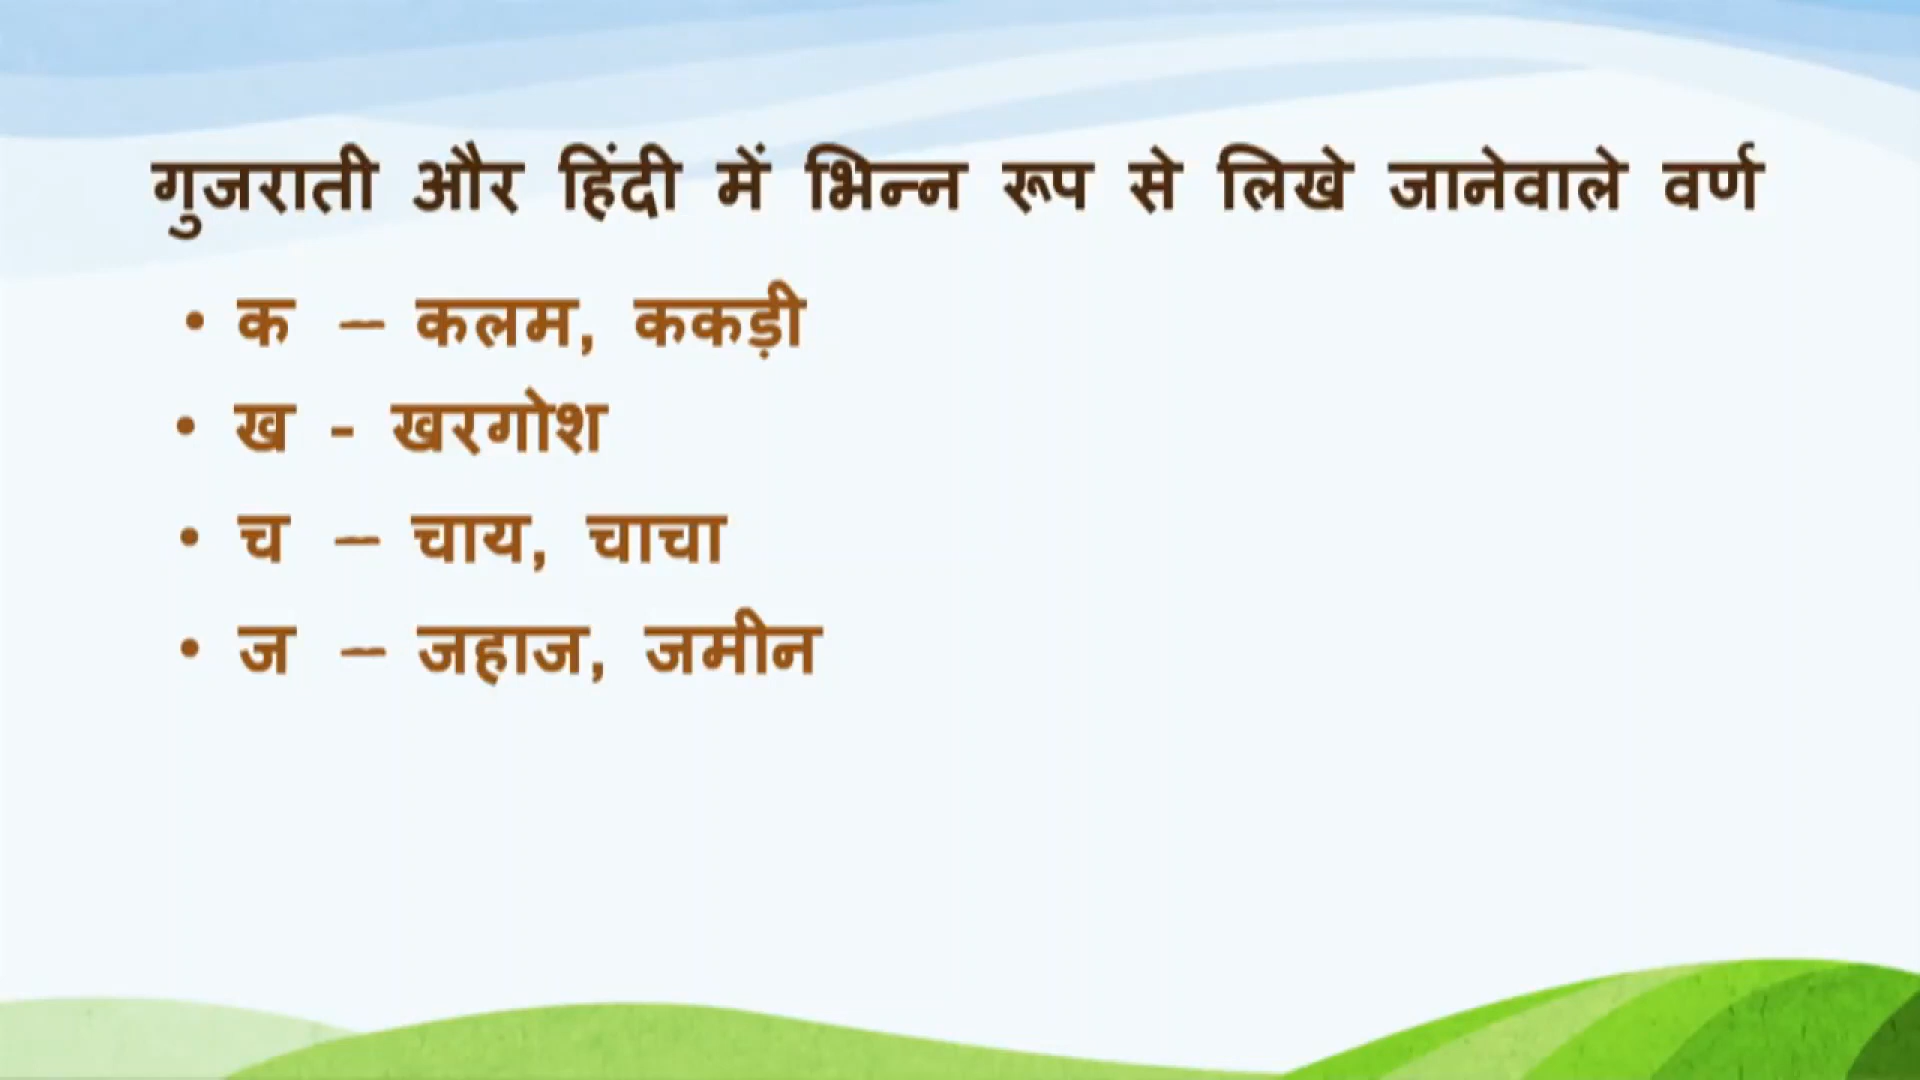 गुजराती और हिंदी में भिन्न रूप से लिखे जानेवाले वर्ण
• क – कलम, ककड़ी
• ख - खरगोश
• च – चाय, चाचा
• ज – जहाज, जमीन